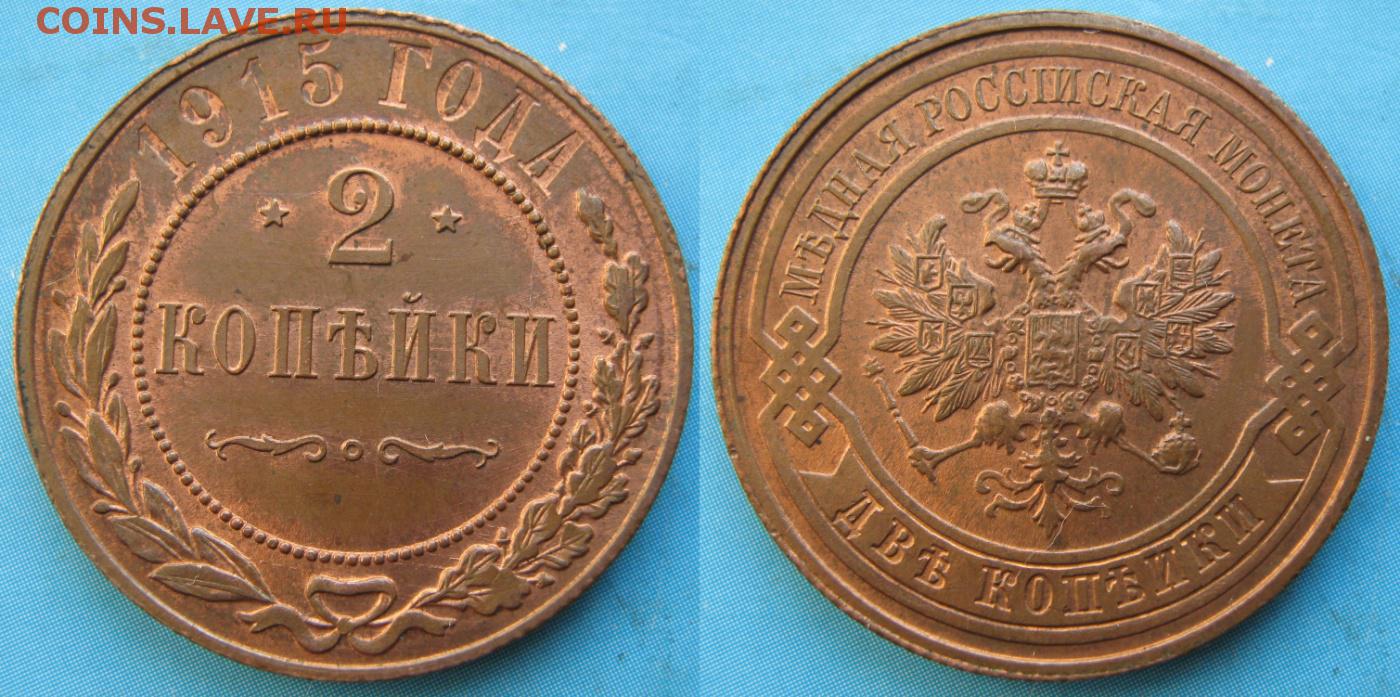 COINS.LAVE.RU
1915 ГОДА
2
КОПѢЙКИ
МѢДНАЯ РОССІЙСКАЯ МОНЕТА
ДВѢ КОПѢЙКИ